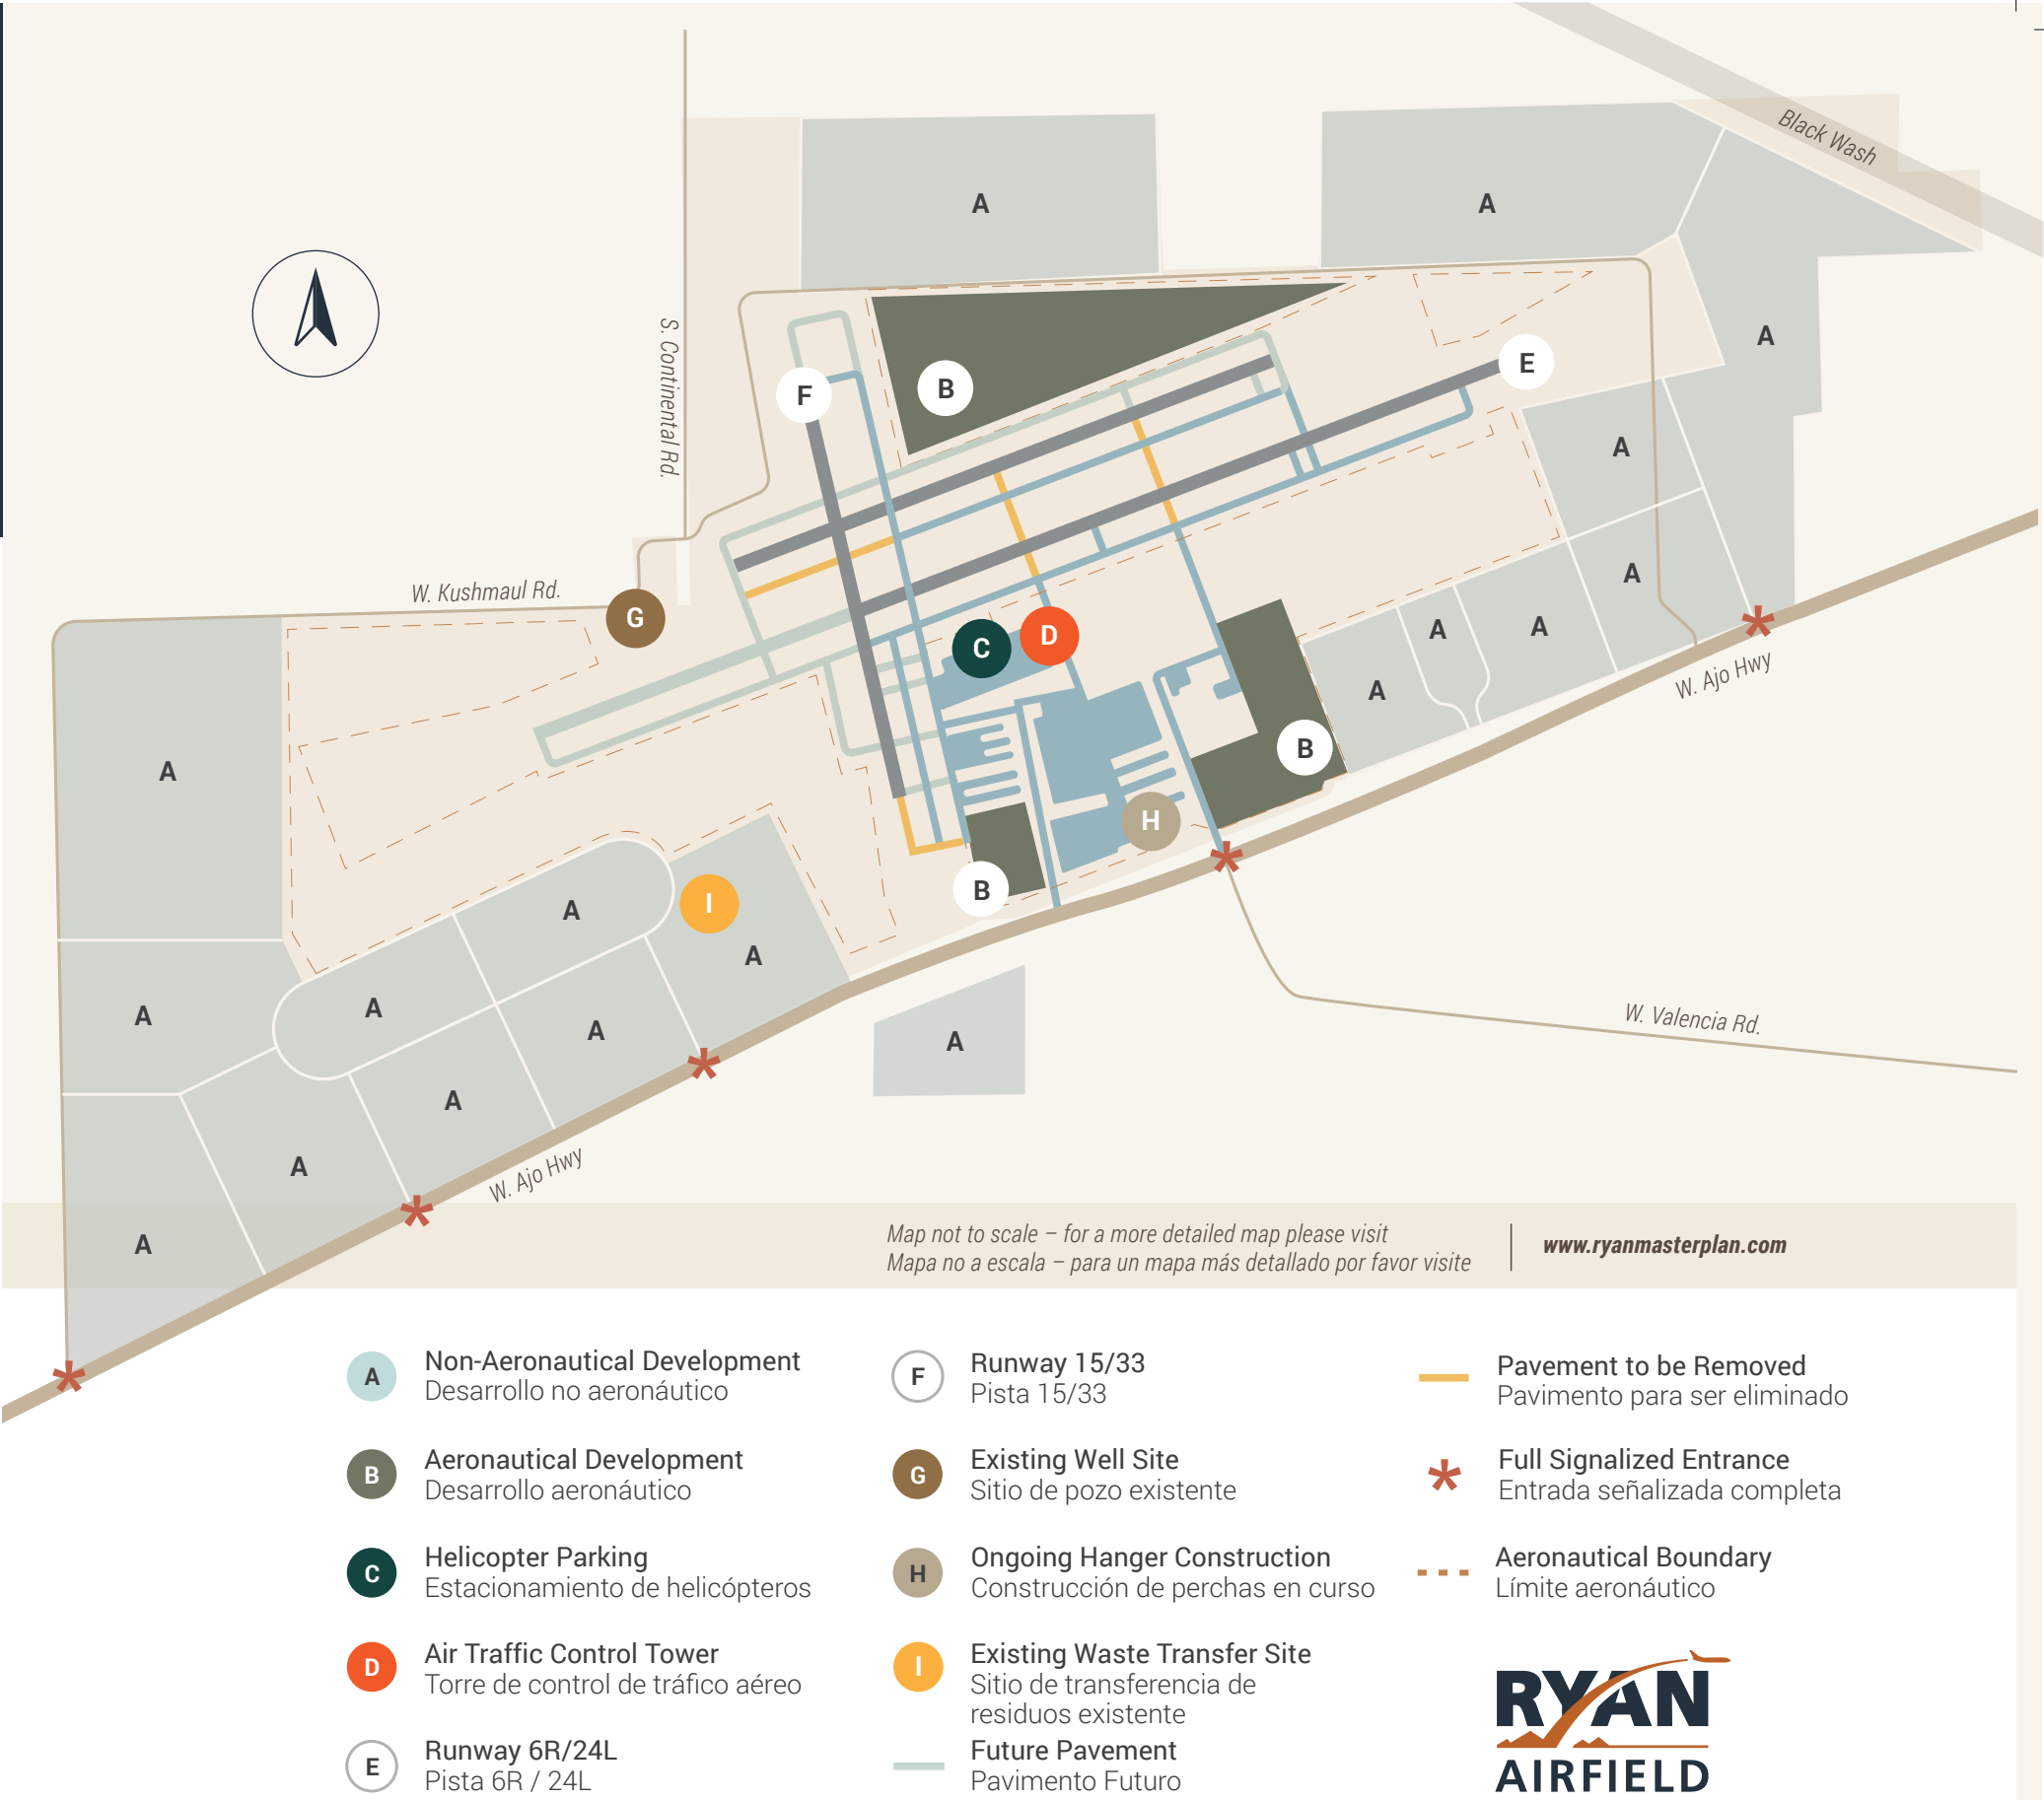 Black Wash
A
A
S. Continental Rd.
A
E
B
F
A
W. Kushmaul Rd.
A
G
A
A
D
C
W. Ajo Hwy
A
B
A
H
B
I
A
A
A
A
A
A
A
W. Valencia Rd.
A
A
W. Ajo Hwy
A
Map not to scale – for a more detailed map please visit
Mapa no a escala – para un mapa más detallado por favor visite
www.ryanmasterplan.com
A
Non-Aeronautical Development
Desarrollo no aeronáutico
B
Aeronautical Development
Desarrollo aeronáutico
C
Helicopter Parking
Estacionamiento de helicópteros
D
Air Traffic Control Tower
Torre de control de tráfico aéreo
E
Runway 6R/24L
Pista 6R / 24L
F
Runway 15/33
Pista 15/33
G
Existing Well Site
Sitio de pozo existente
H
Ongoing Hanger Construction
Construcción de perchas en curso
I
Existing Waste Transfer Site
Sitio de transferencia de
residuos existente
Future Pavement
Pavimento Futuro
Pavement to be Removed
Pavimento para ser eliminado
Full Signalized Entrance
Entrada señalizada completa
Aeronautical Boundary
Límite aeronáutico
RYAN
AIRFIELD